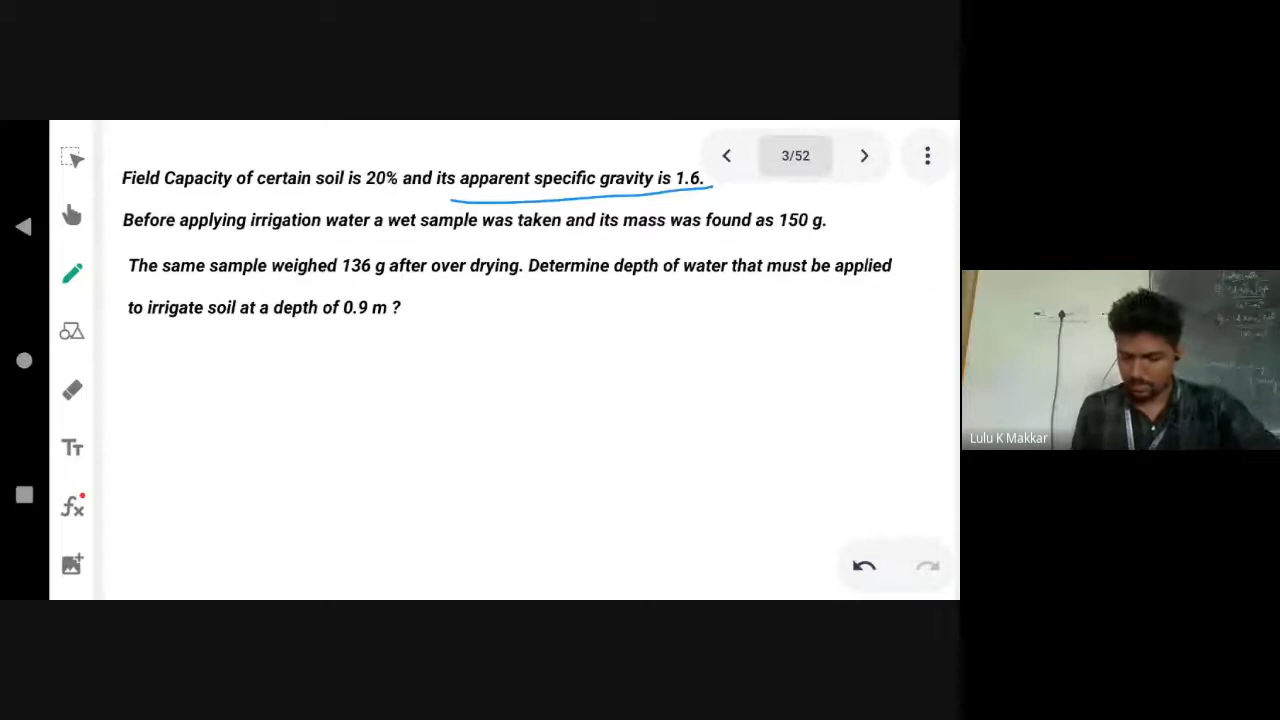 3/52
Field Capacity of certain soil is 20% and its apparent specific gravity is 1.6.
Before applying irrigation water a wet sample was taken and its mass was found as 150 g.
The same sample weighed 136 g after over drying. Determine depth of water that must be applied
to irrigate soil at a depth of 0.9 m ?
Tт
fx
Lulu K Makkar